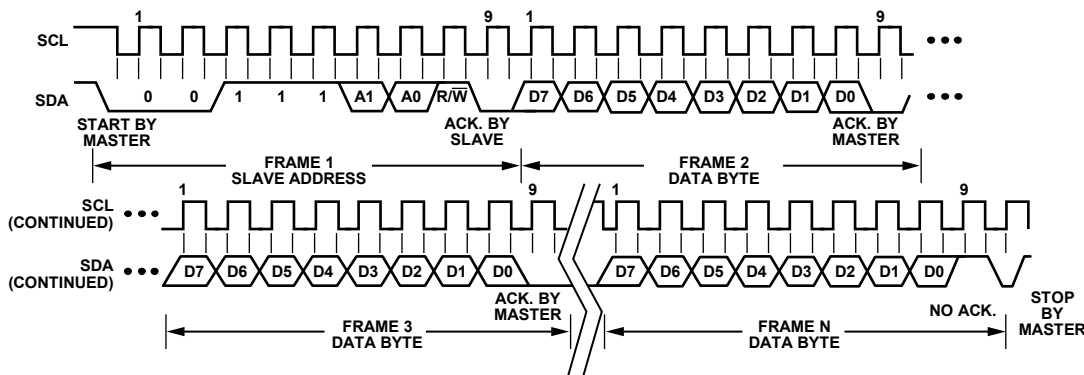 1 9 1 9
SCL
SDA 0 0 1 1 1 A1 A0 R/W̅ D7 D6 D5 D4 D3 D2 D1 D0
START BY
MASTER
ACK. BY
SLAVE
ACK. BY
MASTER
FRAME 1
SLAVE ADDRESS
FRAME 2
DATA BYTE
1 9 1 9
SCL
(CONTINUED)
SDA
(CONTINUED)
D7 D6 D5 D4 D3 D2 D1 D0 D7 D6 D5 D4 D3 D2 D1 D0
ACK. BY
MASTER
NO ACK.
STOP
BY
MASTER
FRAME 3
DATA BYTE
FRAME N
DATA BYTE